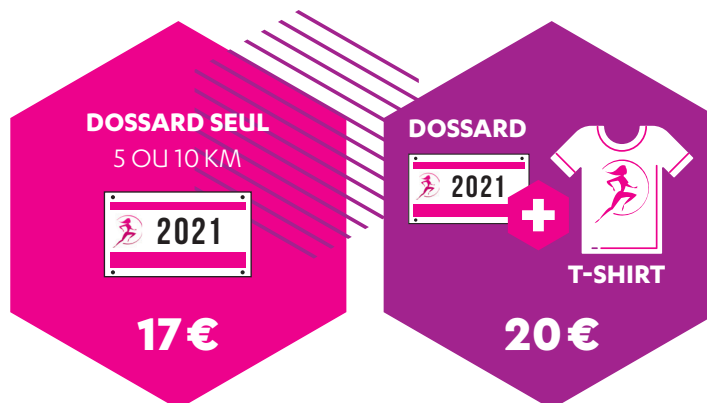 DOSSARD SEUL
5 OU 10 KM
2021
17€
DOSSARD
2021
+
T-SHIRT
20€